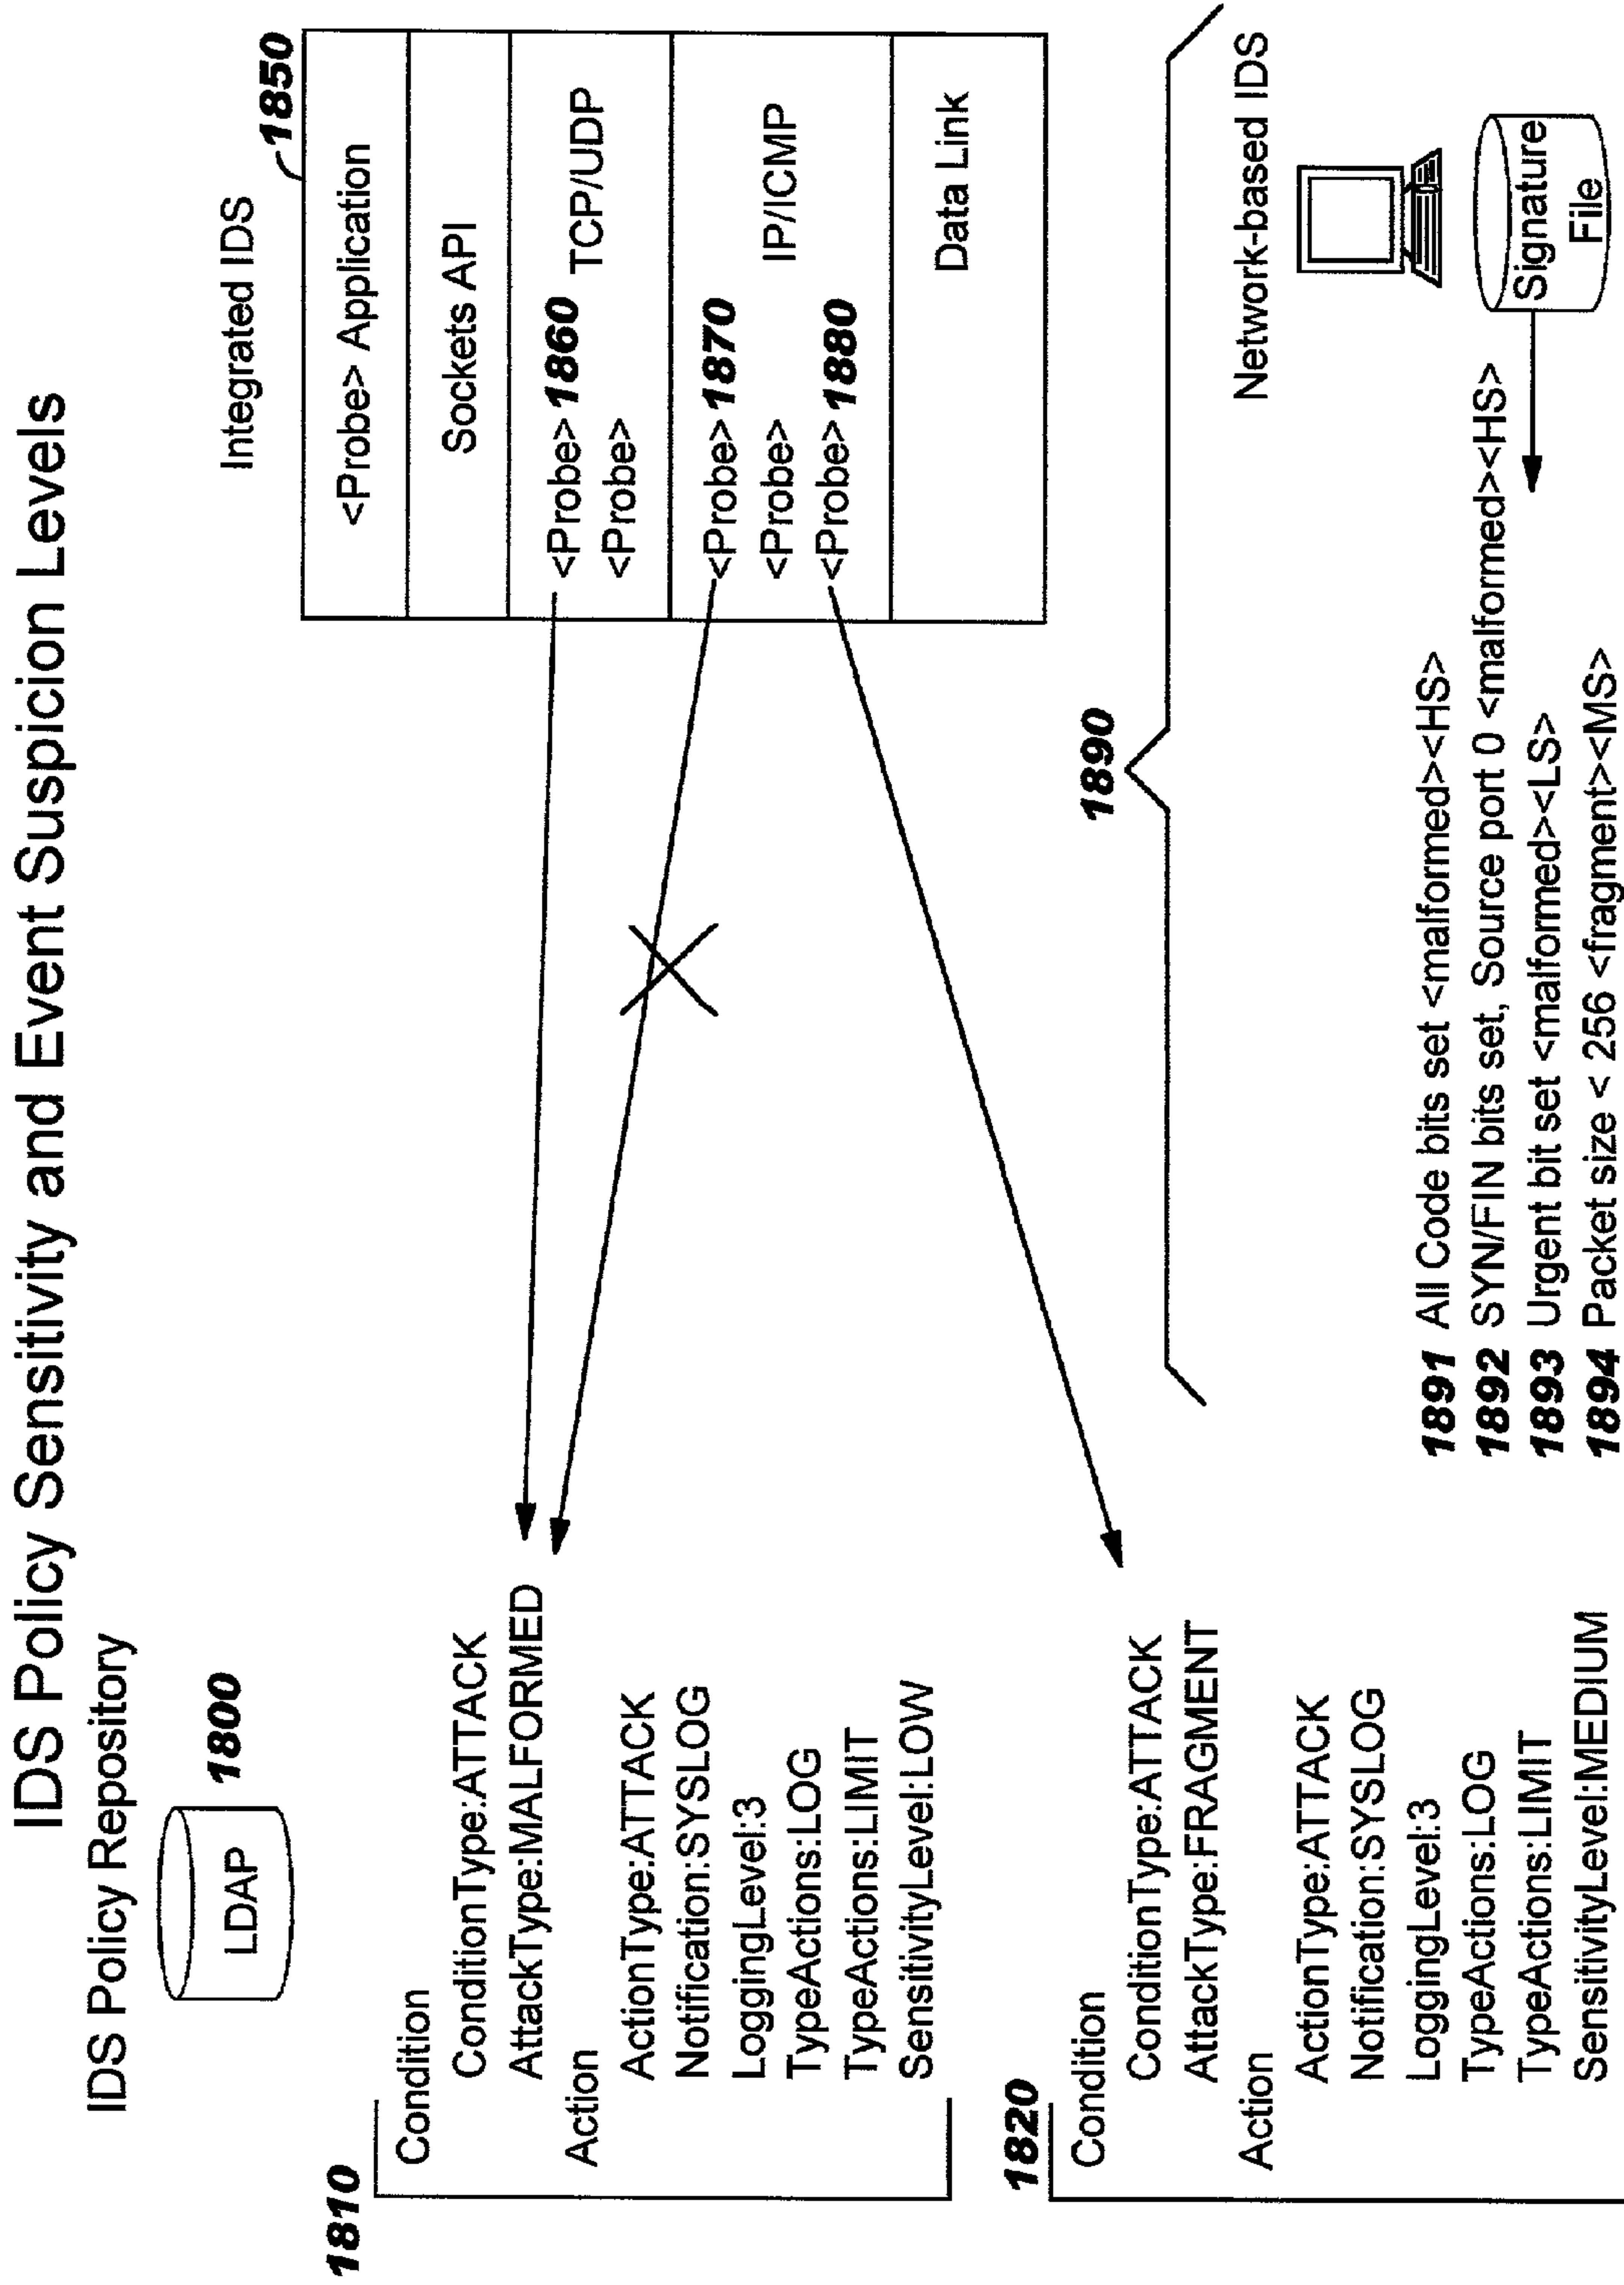 IDS Policy Sensitivity and Event Suspicion Levels
IDS Policy Repository
LDAP
1800
1810
Condition
ConditionType:ATTACK
AttackType:MALFORMED
Action
ActionType:ATTACK
Notification:SYSLOG
LoggingLevel:3
TypeActions:LOG
TypeActions:LIMIT
SensitivityLevel:LOW
1820
Condition
ConditionType:ATTACK
AttackType:FRAGMENT
Action
ActionType:ATTACK
Notification:SYSLOG
LoggingLevel:3
TypeActions:LOG
TypeActions:LIMIT
SensitivityLevel:MEDIUM
Integrated IDS
1850
<Probe> Application
Sockets API
<Probe> 1860 TCP/UDP
<Probe>
<Probe> 1870
<Probe> IP/ICMP
<Probe> 1880
Data Link
1890
Network-based IDS
Signature
File
1891 All Code bits set <malformed><HS>
1892 SYN/FIN bits set, Source port 0 <malformed><HS>
1893 Urgent bit set <malformed><LS>
1894 Packet size < 256 <fragment><MS>